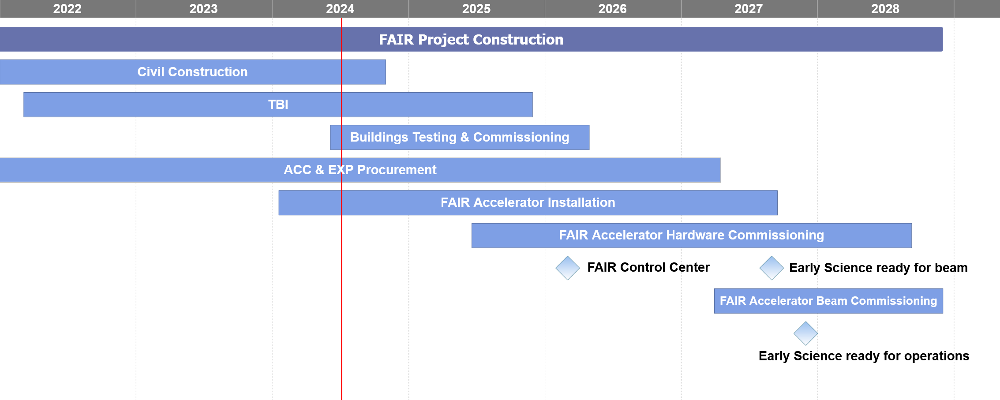 2022 2023 2024 2025 2026 2027 2028
FAIR Project Construction
Civil Construction
TBI
Buildings Testing & Commissioning
ACC & EXP Procurement
FAIR Accelerator Installation
FAIR Accelerator Hardware Commissioning
FAIR Control Center
Early Science ready for beam
FAIR Accelerator Beam Commissioning
Early Science ready for operations